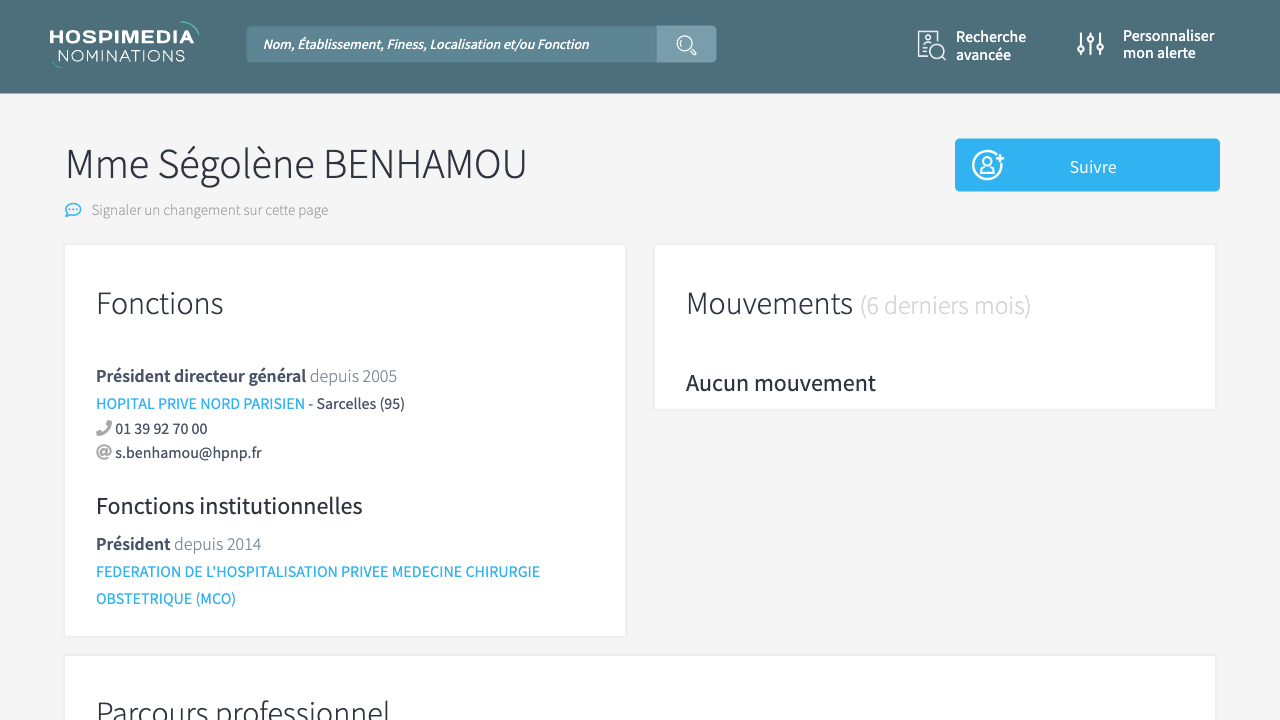 HOSPIMEDIA
NOMINATIONS
Nom, Établissement, Finess, Localisation et/ou Fonction
Recherche
avancée
Personnaliser
mon alerte
Mme Ségolène BENHAMOU
Suivre
Signaler un changement sur cette page
Fonctions
Président directeur général depuis 2005
HOPITAL PRIVE NORD PARISIEN - Sarcelles (95)
01 39 92 70 00
s.benhamou@hpnp.fr
Fonctions institutionnelles
Président depuis 2014
FEDERATION DE L'HOSPITALISATION PRIVEE MEDECINE CHIRURGIE
OBSTETRIQUE (MCO)
Mouvements (6 derniers mois)
Aucun mouvement
Parcours professionnel